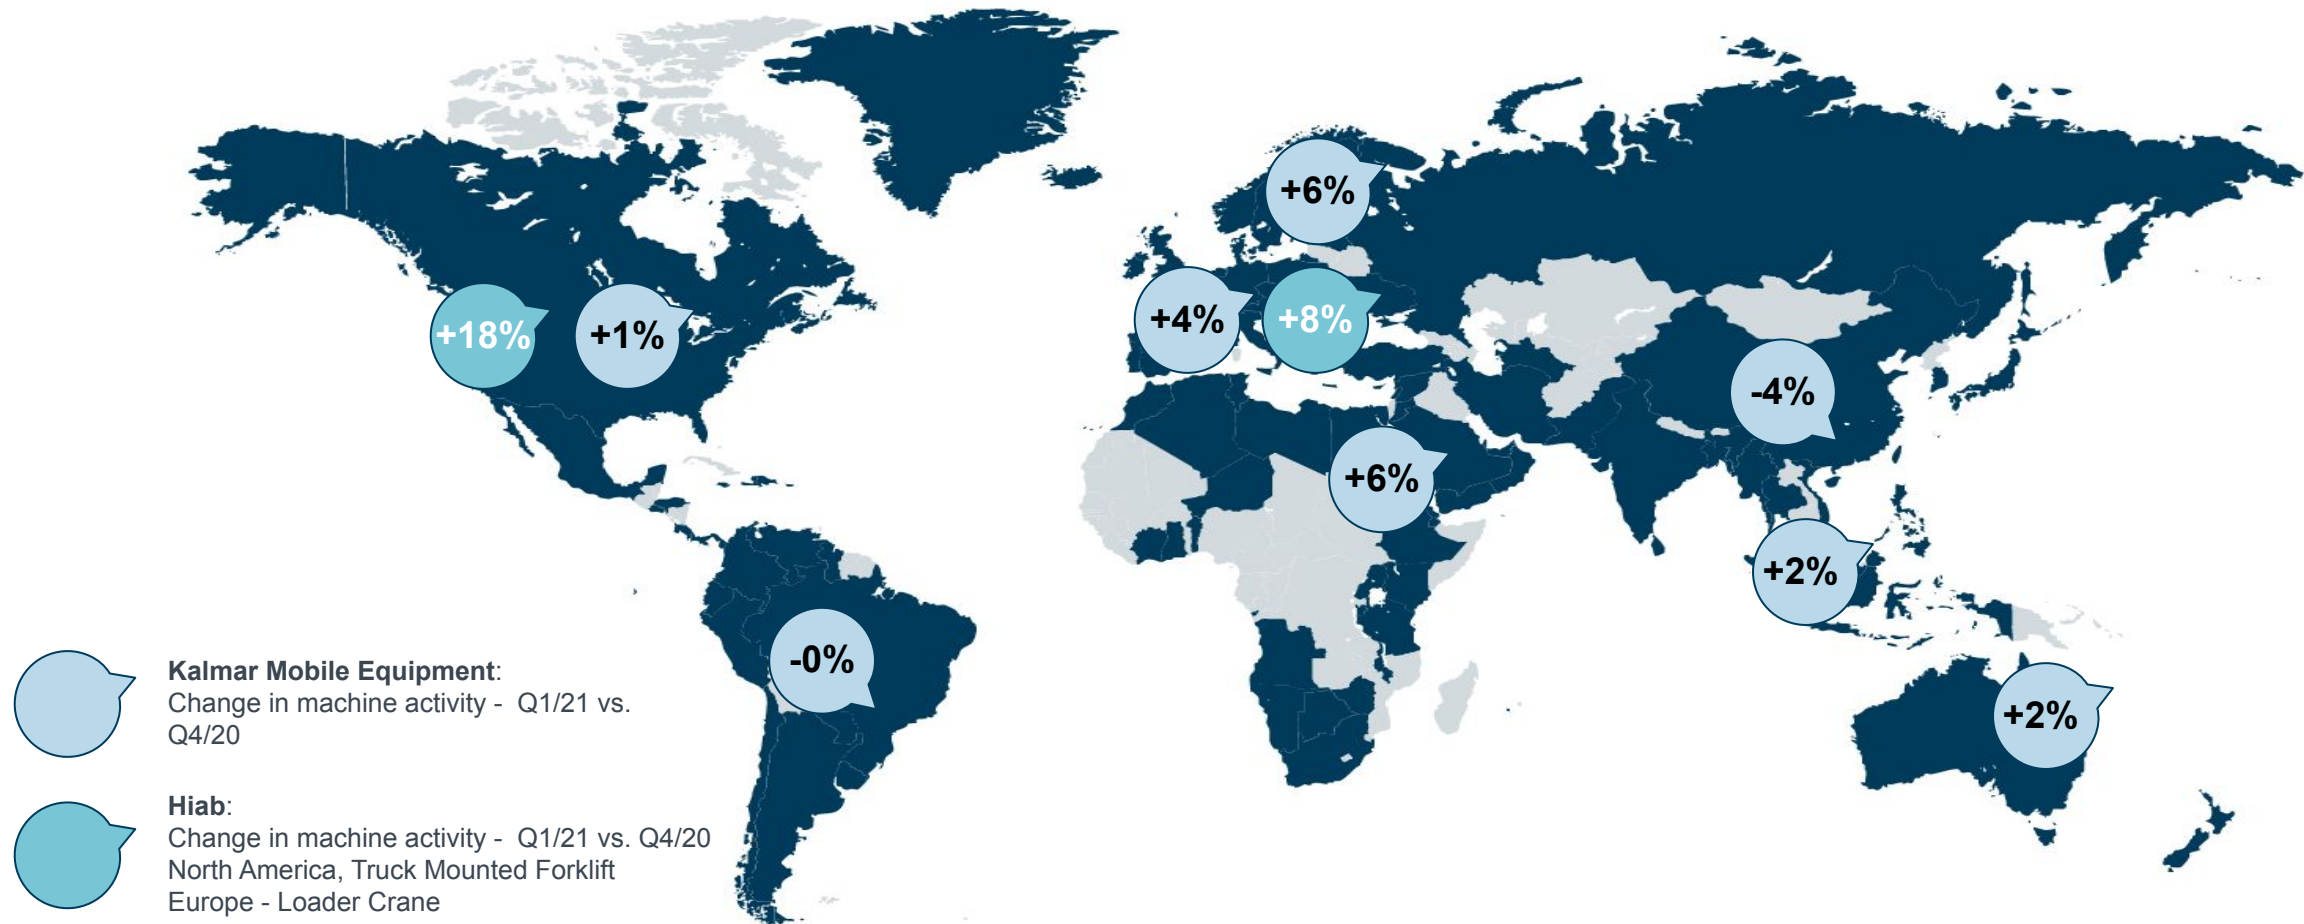 +6%
+4%
+8%
+18%
+1%
-4%
+6%
+2%
-0%
+2%
Kalmar Mobile Equipment:
Change in machine activity - Q1/21 vs.
Q4/20
Hiab:
Change in machine activity - Q1/21 vs. Q4/20
North America, Truck Mounted Forklift
Europe - Loader Crane